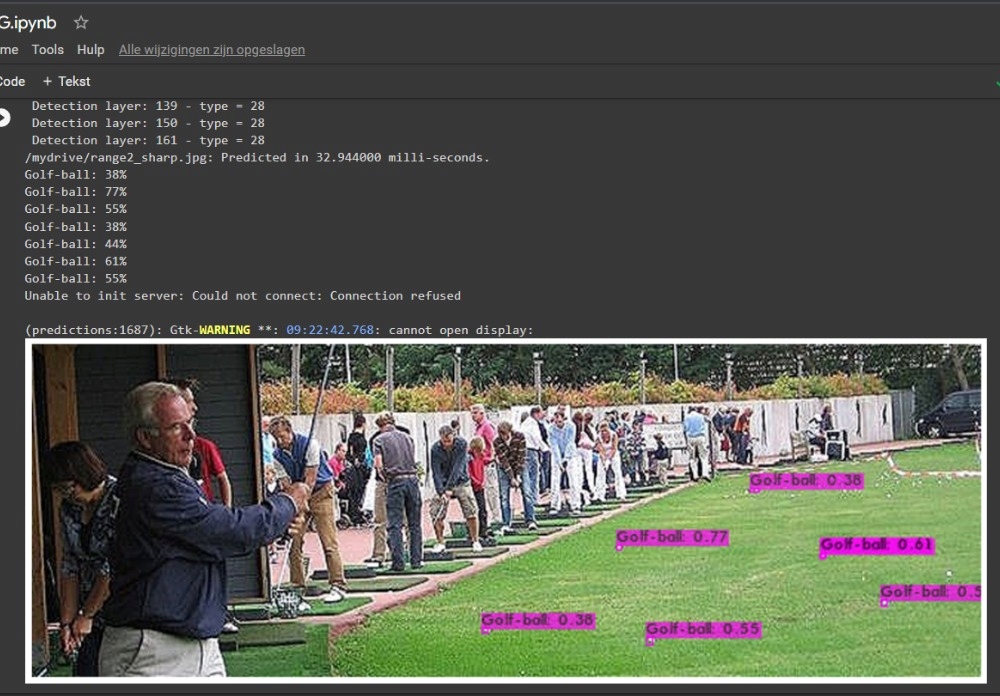 G.ipynb
me Tools Hulp Alle wijzigingen zijn opgeslagen
Code + Tekst
Detection layer: 139 - type = 28
Detection layer: 150 - type = 28
Detection layer: 161 - type = 28
/mydrive/range2_sharp.jpg: Predicted in 32.944000 milli-seconds.
Golf-ball: 38%
Golf-ball: 77%
Golf-ball: 55%
Golf-ball: 38%
Golf-ball: 44%
Golf-ball: 61%
Golf-ball: 55%
Unable to init server: Could not connect: Connection refused
(predictions:1687): Gtk-WARNING **: 09:22:42.768: cannot open display:
Golf-ball: 0.38
Golf-ball: 0.77
Golf-ball: 0.61
Golf-ball: 0.5
Golf-ball: 0.38
Golf-ball: 0.55